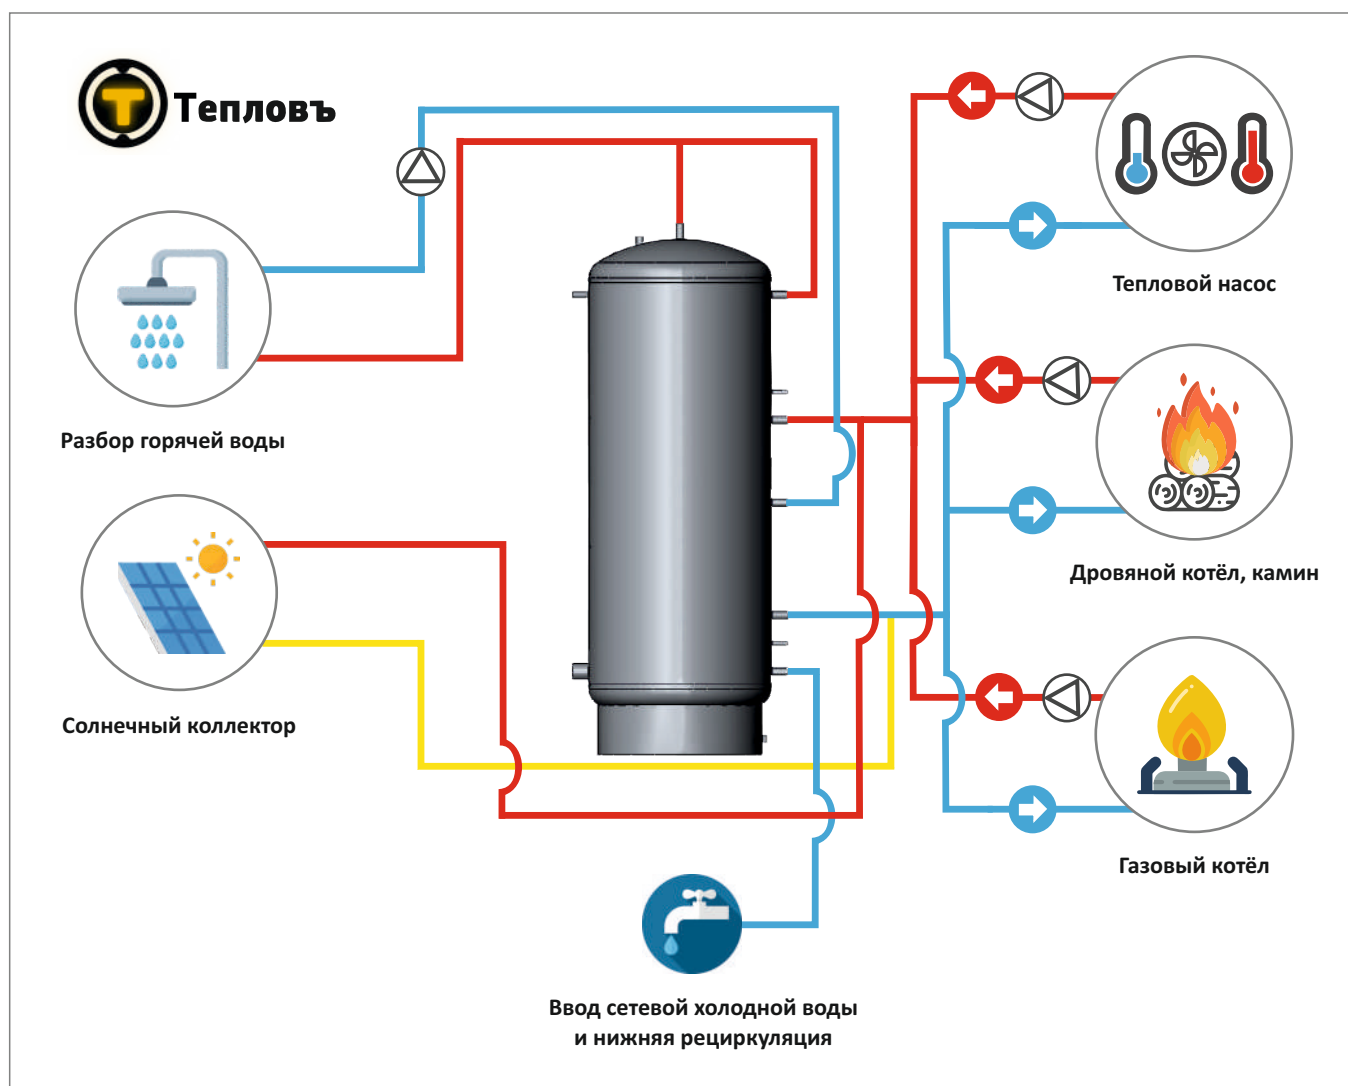 Т
Тепловъ
Тепловой насос
Разбор горячей воды
Дровяной котёл, камин
Солнечный коллектор
Газовый котёл
Ввод сетевой холодной воды
и нижняя рециркуляция